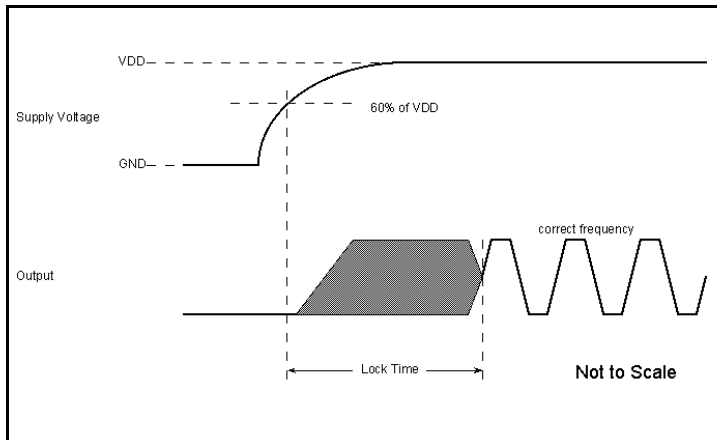 VDD
60% of VDD
Supply Voltage
GND
correct frequency
Output
Lock Time
Not to Scale